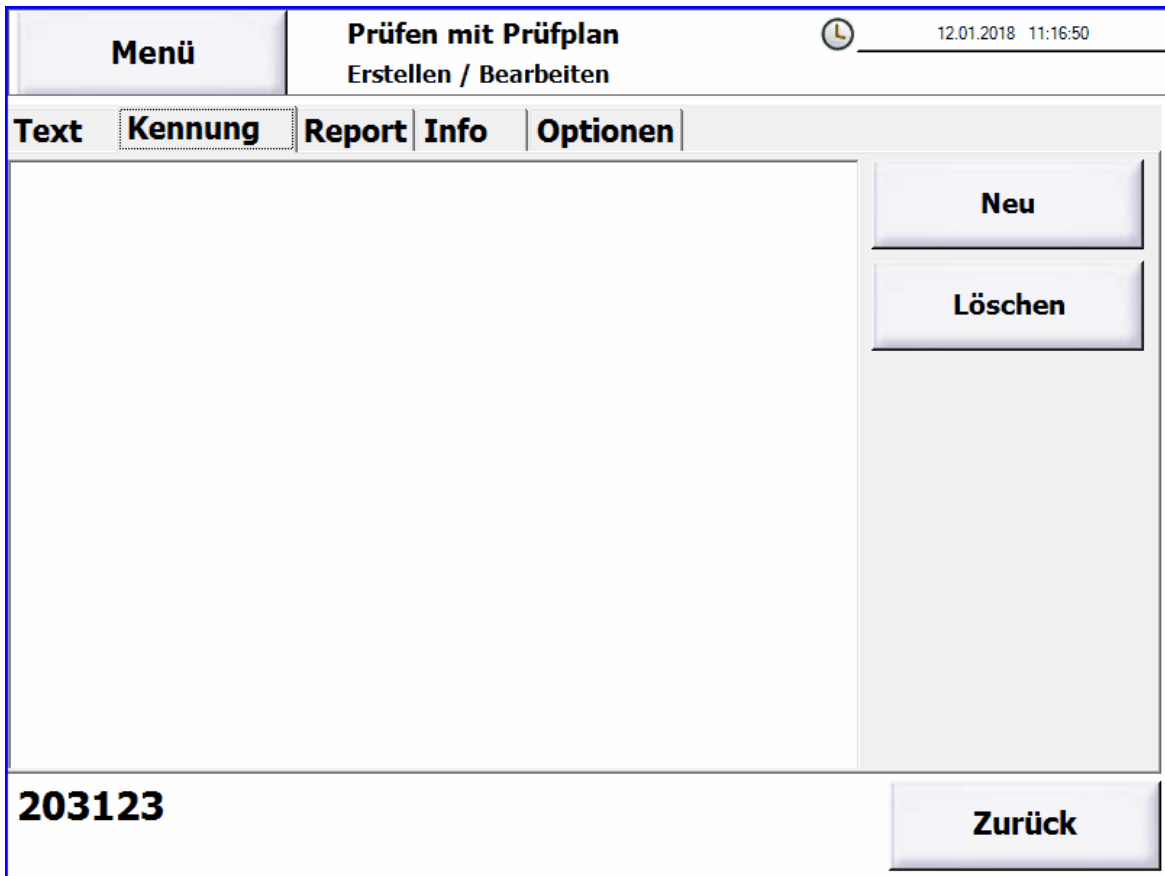 Menü
Prüfen mit Prüfplan
Erstellen / Bearbeiten
12.01.2018 11:16:50
Text Kennung Report Info Optionen
Neu
Löschen
203123
Zurück